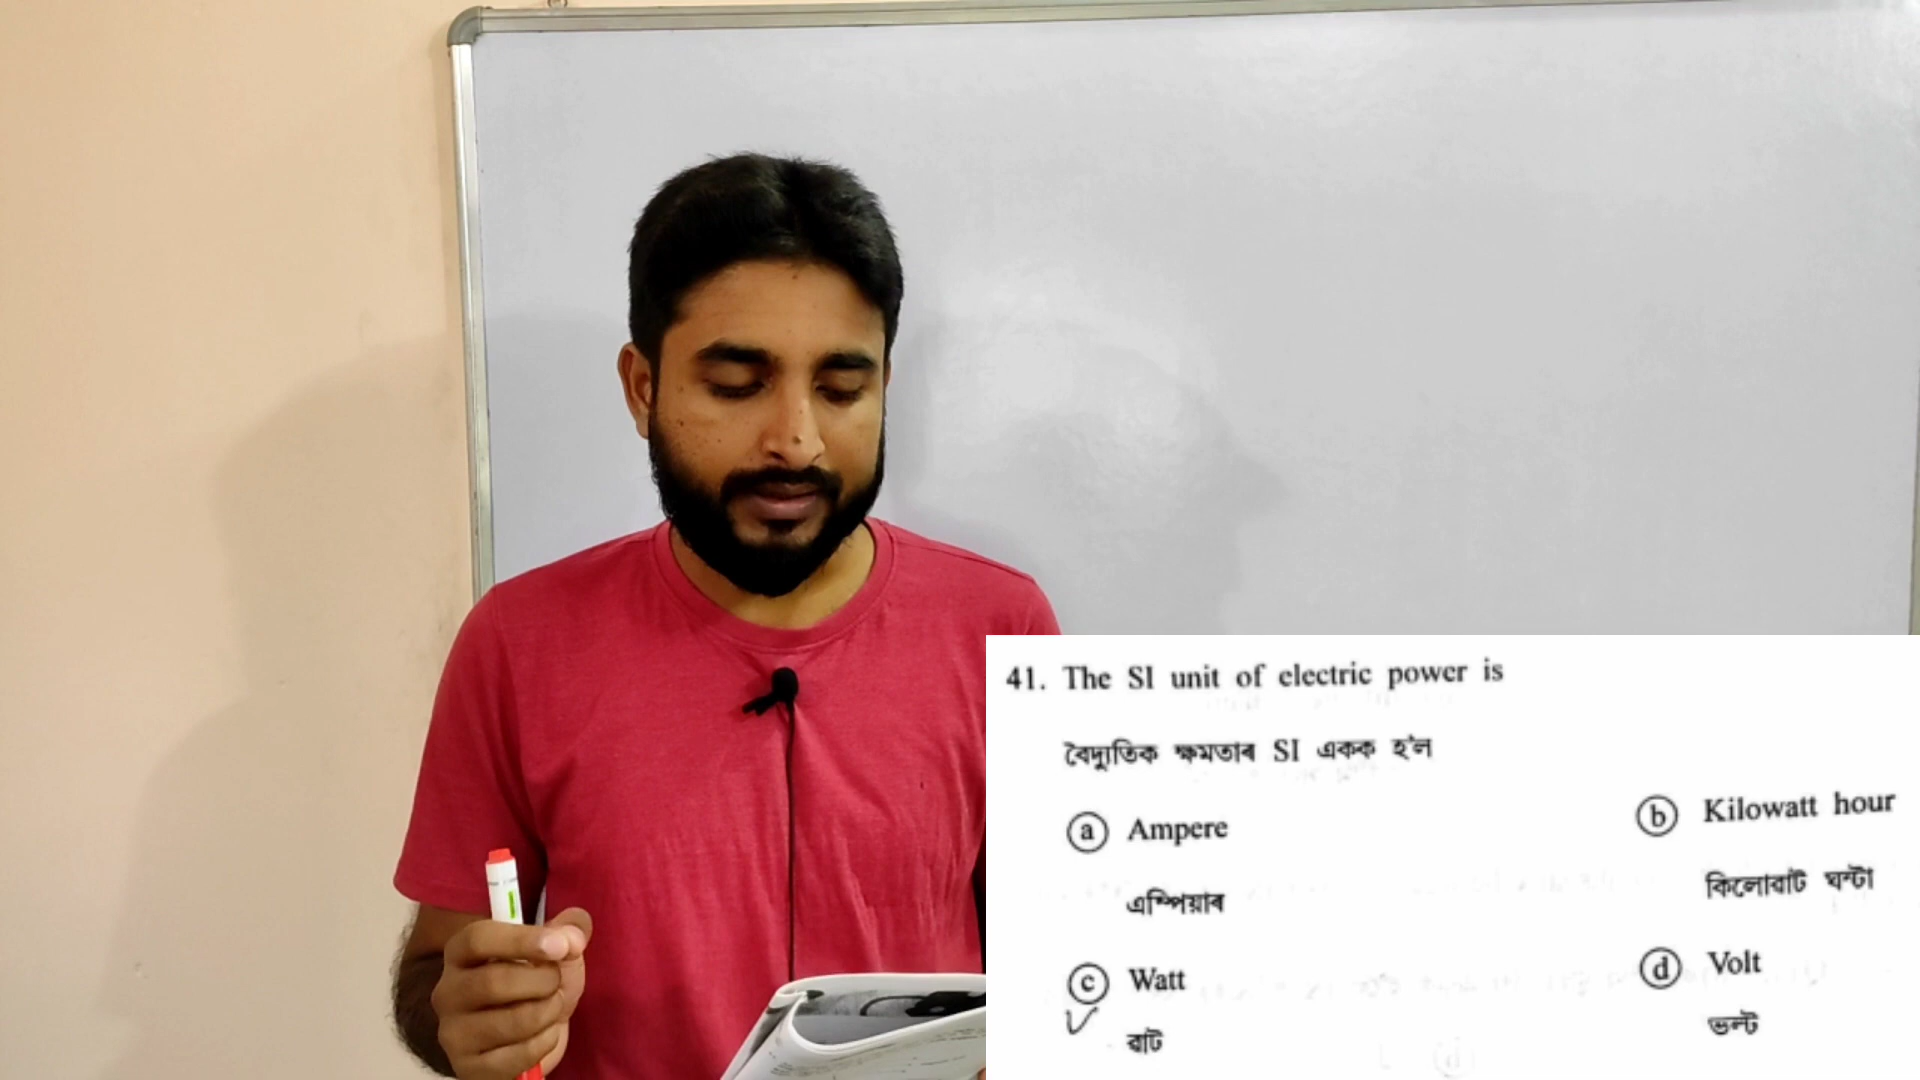 41. The SI unit of electric power is
বৈদ্যুতিক ক্ষমতাৰ SI একক হ'ল
a Ampere
এম্পিয়াৰ
b Kilowatt hour
কিলোৱাট ঘন্টা
c Watt
ৱাট
d Volt
ভল্ট